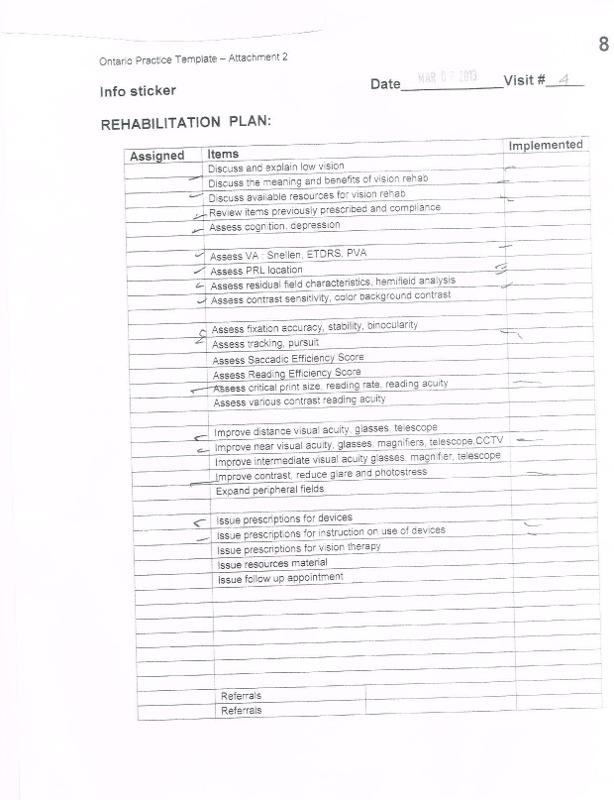 8
Ontario Practice Template – Attachment 2
Info sticker
Date MAR 07 2013 Visit # 4
REHABILITATION PLAN:
Assigned Items Implemented
Discuss and explain low vision
Discuss the meaning and benefits of vision rehab
Discuss available resources for vision rehab
Review items previously prescribed and compliance
Assess cognition, depression
Assess VA : Snellen, ETDRS, PVA
Assess PRL location
Assess residual field characteristics, hemifield analysis
Assess contrast sensitivity, color background contrast
Assess fixation accuracy, stability, binocularity
Assess tracking, pursuit
Assess Saccadic Efficiency Score
Assess Reading Efficiency Score
Assess critical print size, reading rate, reading acuity
Assess various contrast reading acuity
Improve distance visual acuity, glasses, telescope
Improve near visual acuity, glasses, magnifiers, telescope,CCTV
Improve intermediate visual acuity glasses, magnifier, telescope
Improve contrast, reduce glare and photostress
Expand peripheral fields
Issue prescriptions for devices
Issue prescriptions for instruction on use of devices
Issue prescriptions for vision therapy
Issue resources material
Issue follow up appointment
Referrals
Referrals